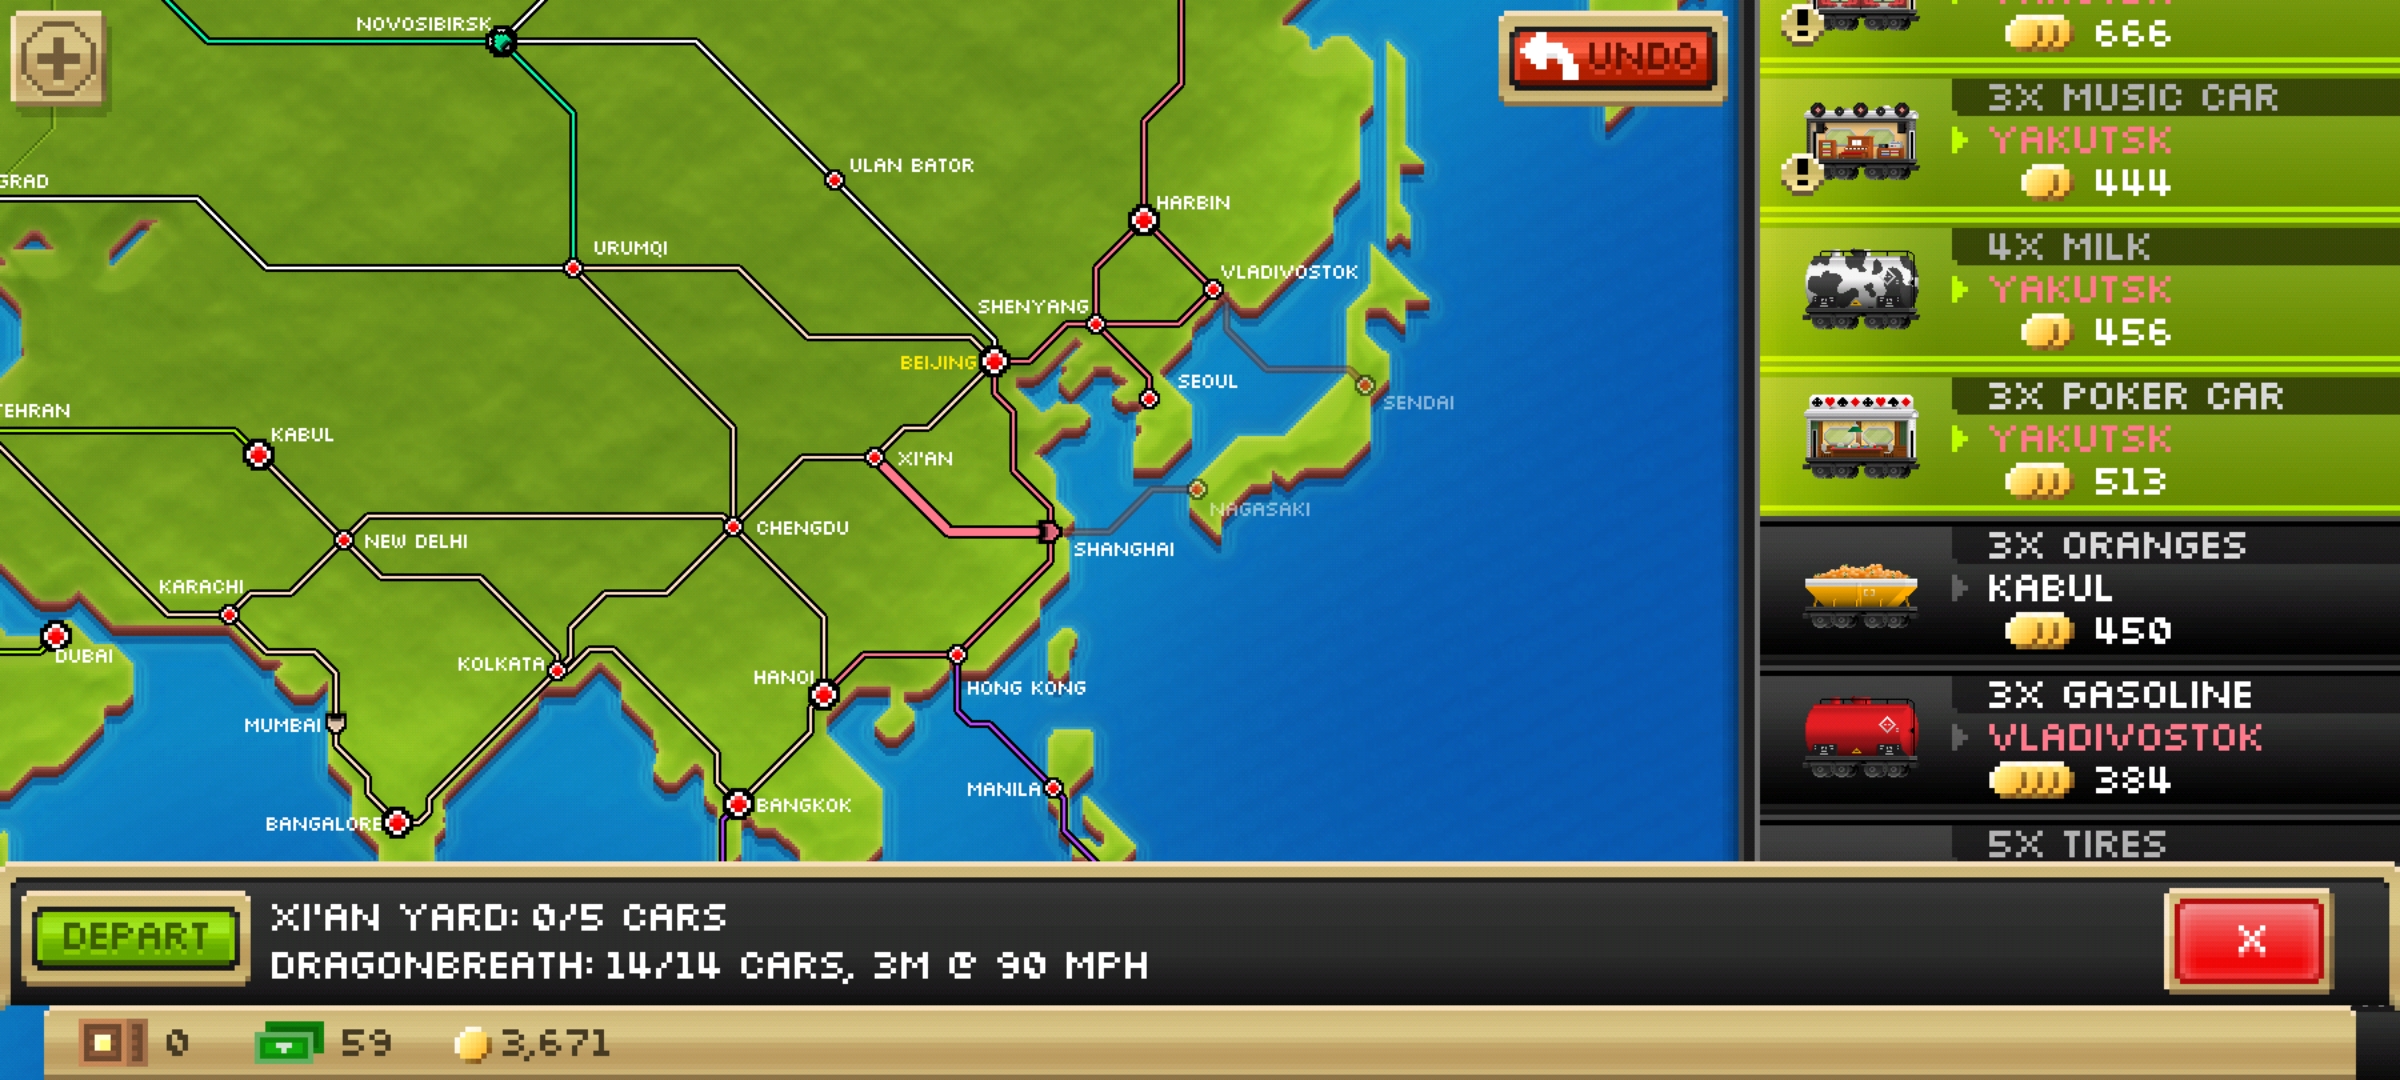 NOVOSIBIRSK
UNDO
666
3X MUSIC CAR
YAKUTSK
444
ULAN BATOR
GRAD
HARBIN
4X MILK
YAKUTSK
456
URUMQI
VLADIVOSTOK
SHENYANG
BEIJING
SEOUL
SENDAI
3X POKER CAR
YAKUTSK
513
TEHRAN
KABUL
XI'AN
NAGASAKI
CHENGDU
NEW DELHI
SHANGHAI
3X ORANGES
KABUL
450
KARACHI
DUBAI
KOLKATA
HANOI
HONG KONG
3X GASOLINE
VLADIVOSTOK
384
MUMBAI
MANILA
BANGKOK
BANGALORE
5X TIRES
DEPART
XI'AN YARD: 0/5 CARS
DRAGONBREATH: 14/14 CARS, 3M @ 90 MPH
X
0
59
3,671